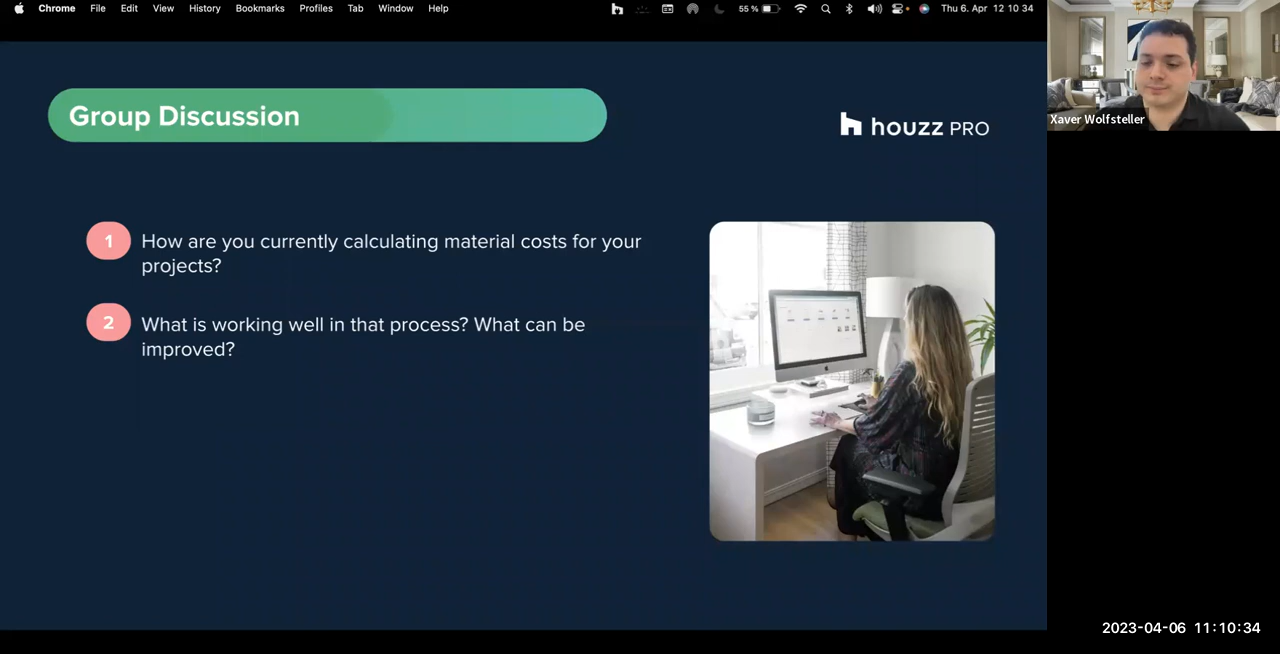 Chrome File Edit View History Bookmarks Profiles Tab Window Help 55 % Thu 6. Apr 12 10 34
Xaver Wolfsteller
Group Discussion
houzz PRO
1 How are you currently calculating material costs for your
projects?
2 What is working well in that process? What can be
improved?
2023-04-06 11:10:34